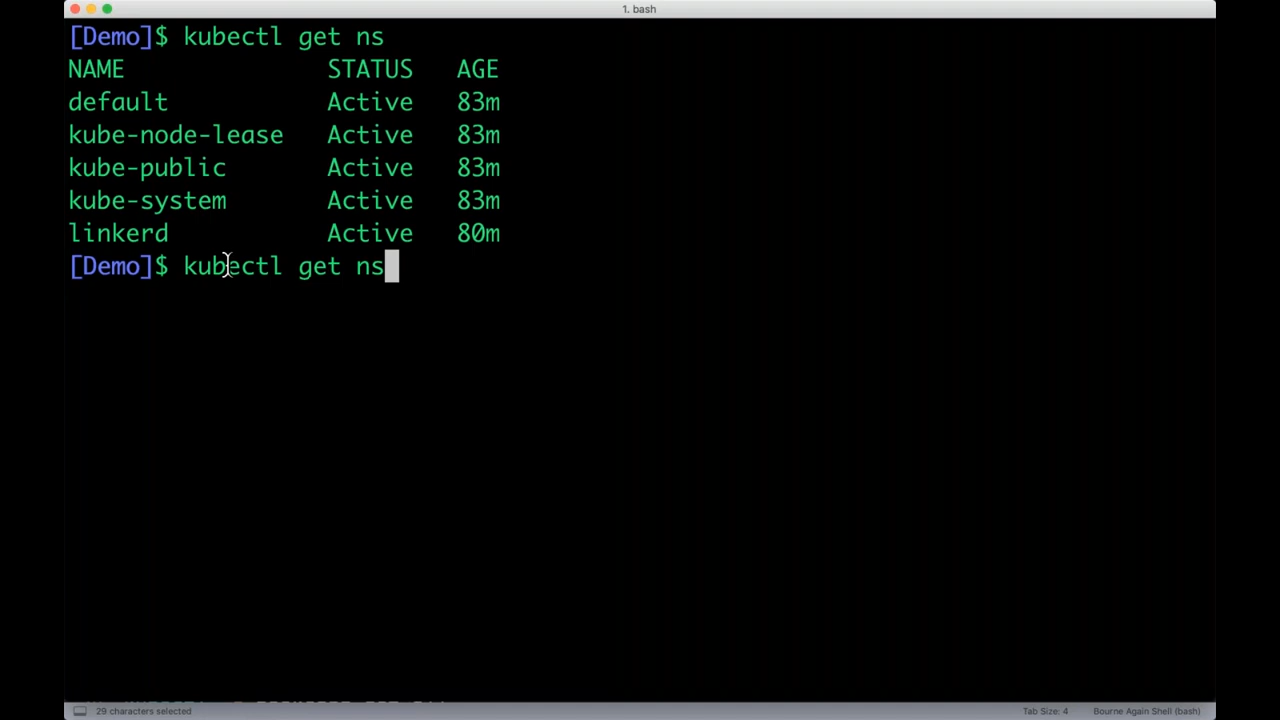 1. bash
[Demo]$ kubectl get ns
NAME STATUS AGE
default Active 83m
kube-node-lease Active 83m
kube-public Active 83m
kube-system Active 83m
linkerd Active 80m
[Demo]$ kubectl get ns
29 characters selected Tab Size: 4 Bourne Again Shell (bash)